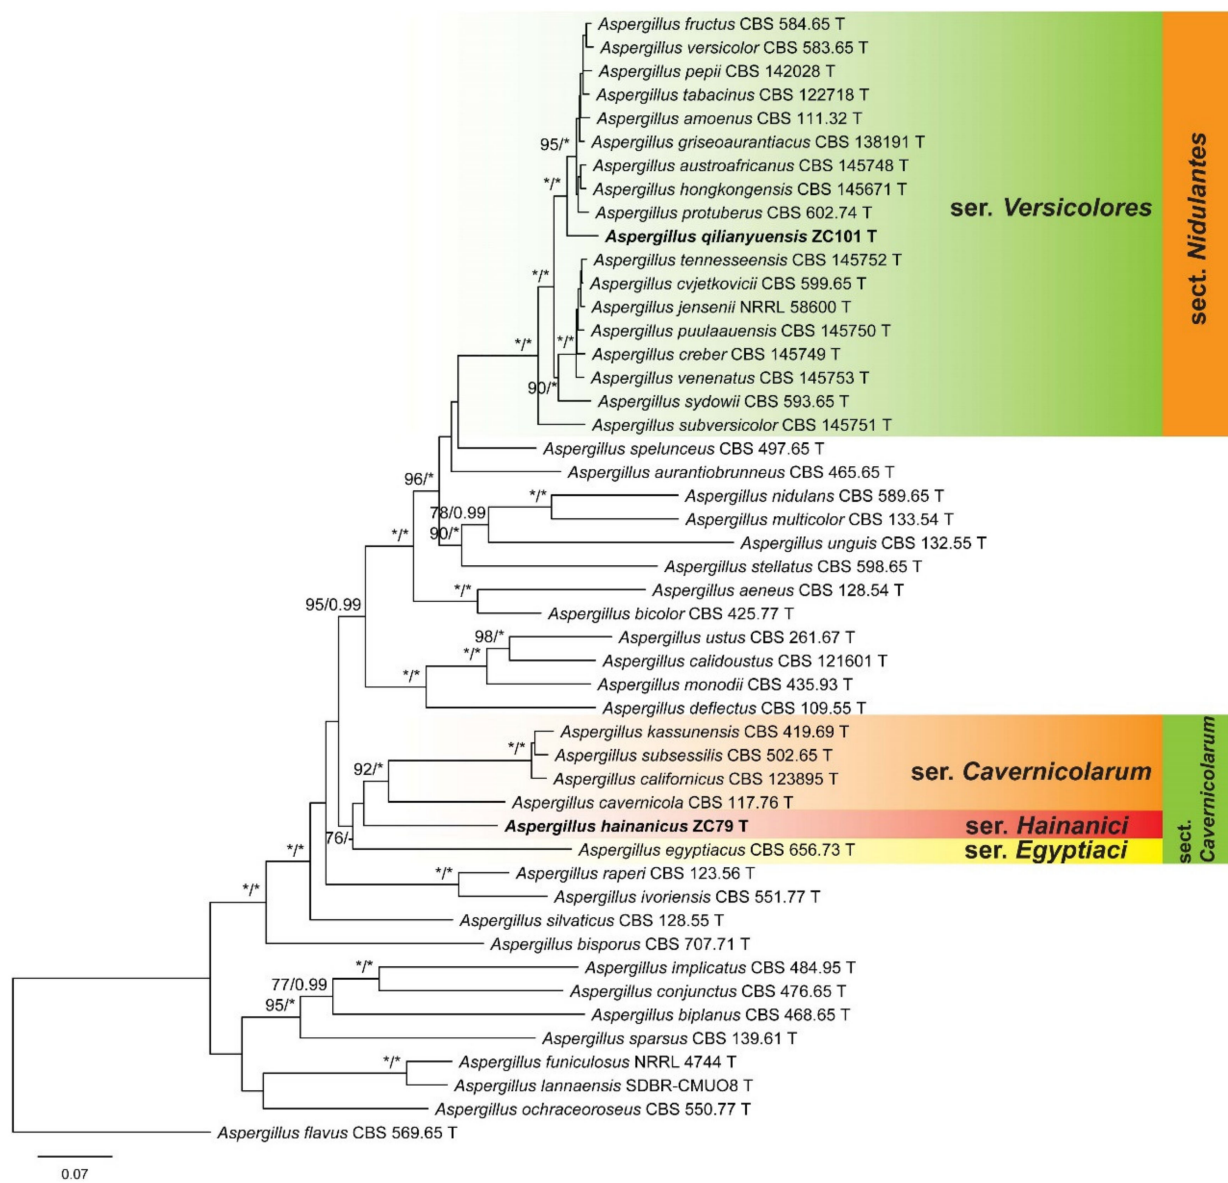 Aspergillus fructus CBS 584.65 T
Aspergillus versicolor CBS 583.65 T
Aspergillus pepii CBS 142028 T
Aspergillus tabacinus CBS 122718 T
Aspergillus amoenus CBS 111.32 T
95/*
Aspergillus griseoaurantiacus CBS 138191 T
Aspergillus austroafricanus CBS 145748 T
*/*
Aspergillus hongkongensis CBS 145671 T
Aspergillus protuberus CBS 602.74 T
ser. Versicolores
sect. Nidulantes
Aspergillus qilianyuensis ZC101 T
Aspergillus tennesseensis CBS 145752 T
*/*
Aspergillus cvjetkovicii CBS 599.65 T
Aspergillus jensenii NRRL 58600 T
Aspergillus puulaauensis CBS 145750 T
*/*
*/*
Aspergillus creber CBS 145749 T
Aspergillus venenatus CBS 145753 T
90/*
Aspergillus sydowii CBS 593.65 T
Aspergillus subversicolor CBS 145751 T
Aspergillus spelunceus CBS 497.65 T
Aspergillus aurantiobrunneus CBS 465.65 T
96/*
*/*
Aspergillus nidulans CBS 589.65 T
78/0.99
Aspergillus multicolor CBS 133.54 T
*/*
90/*
Aspergillus unguis CBS 132.55 T
Aspergillus stellatus CBS 598.65 T
*/*
Aspergillus aeneus CBS 128.54 T
95/0.99
Aspergillus bicolor CBS 425.77 T
98/*
Aspergillus ustus CBS 261.67 T
*/*
Aspergillus calidoustus CBS 121601 T
*/*
Aspergillus monodii CBS 435.93 T
Aspergillus deflectus CBS 109.55 T
Aspergillus kassunensis CBS 419.69 T
*/*
Aspergillus subsessilis CBS 502.65 T
92/*
Aspergillus californicus CBS 123895 T
ser. Cavernicolarum
sect. Cavernicolarum
Aspergillus cavernicola CBS 117.76 T
Aspergillus hainanicus ZC79 T
ser. Hainanici
76/-
Aspergillus egyptiacus CBS 656.73 T
ser. Egyptiaci
*/*
*/*
Aspergillus raperi CBS 123.56 T
*/*
Aspergillus ivoriensis CBS 551.77 T
Aspergillus silvaticus CBS 128.55 T
Aspergillus bisporus CBS 707.71 T
*/*
Aspergillus implicatus CBS 484.95 T
77/0.99
Aspergillus conjunctus CBS 476.65 T
95/*
Aspergillus biplanus CBS 468.65 T
Aspergillus sparsus CBS 139.61 T
*/*
Aspergillus funiculosus NRRL 4744 T
Aspergillus lannaensis SDBR-CMUO8 T
Aspergillus ochraceoroseus CBS 550.77 T
Aspergillus flavus CBS 569.65 T
0.07